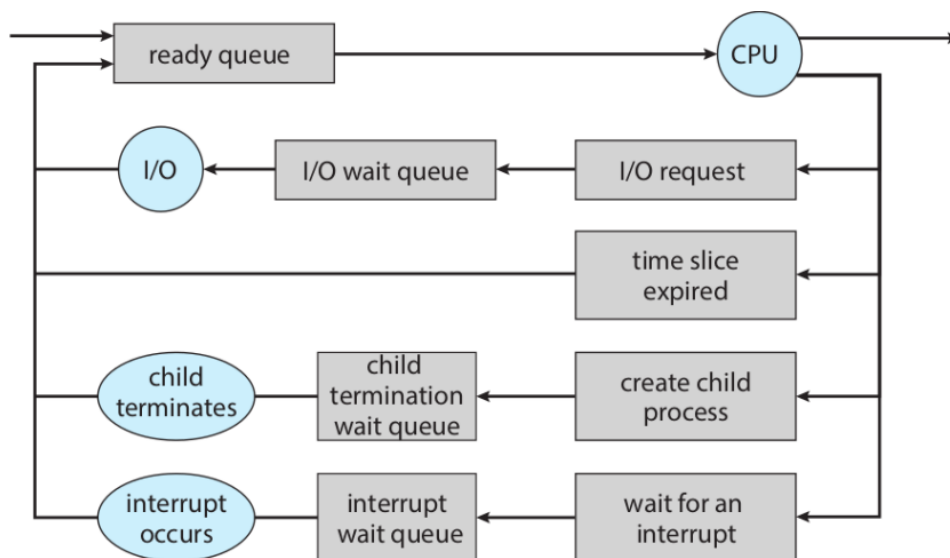 ready queue
CPU
I/O
I/O wait queue
I/O request
time slice
expired
child
terminates
child
termination
wait queue
create child
process
interrupt
occurs
interrupt
wait queue
wait for an
interrupt